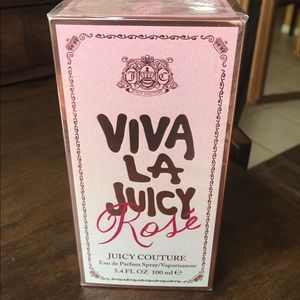 VIVA
LA
JUICY
Rosé
JUICY COUTURE
Eau de Parfum Spray/Vaporisateur
3.4 FL OZ 100 ml ℮